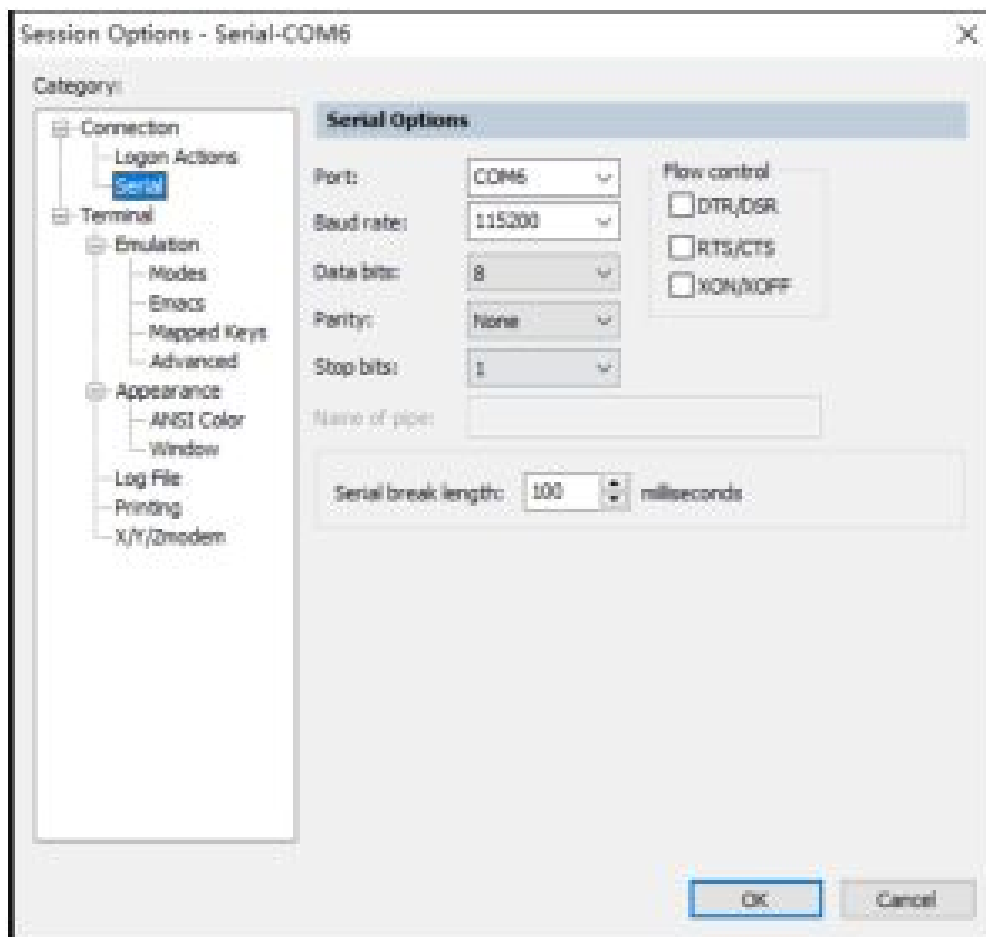 Session Options - Serial-COM6
Category:
Connection
Logon Actions
Serial
Terminal
Emulation
Modes
Emacs
Mapped Keys
Advanced
Appearance
ANSI Color
Window
Log File
Printing
X/Y/Zmodem
Serial Options
Port: COM6
Baud rate: 115200
Data bits: 8
Parity: None
Stop bits: 1
Name of pipe:
Flow control
DTR/DSR
RTS/CTS
XON/XOFF
Serial break length: 100 milliseconds
OK Cancel